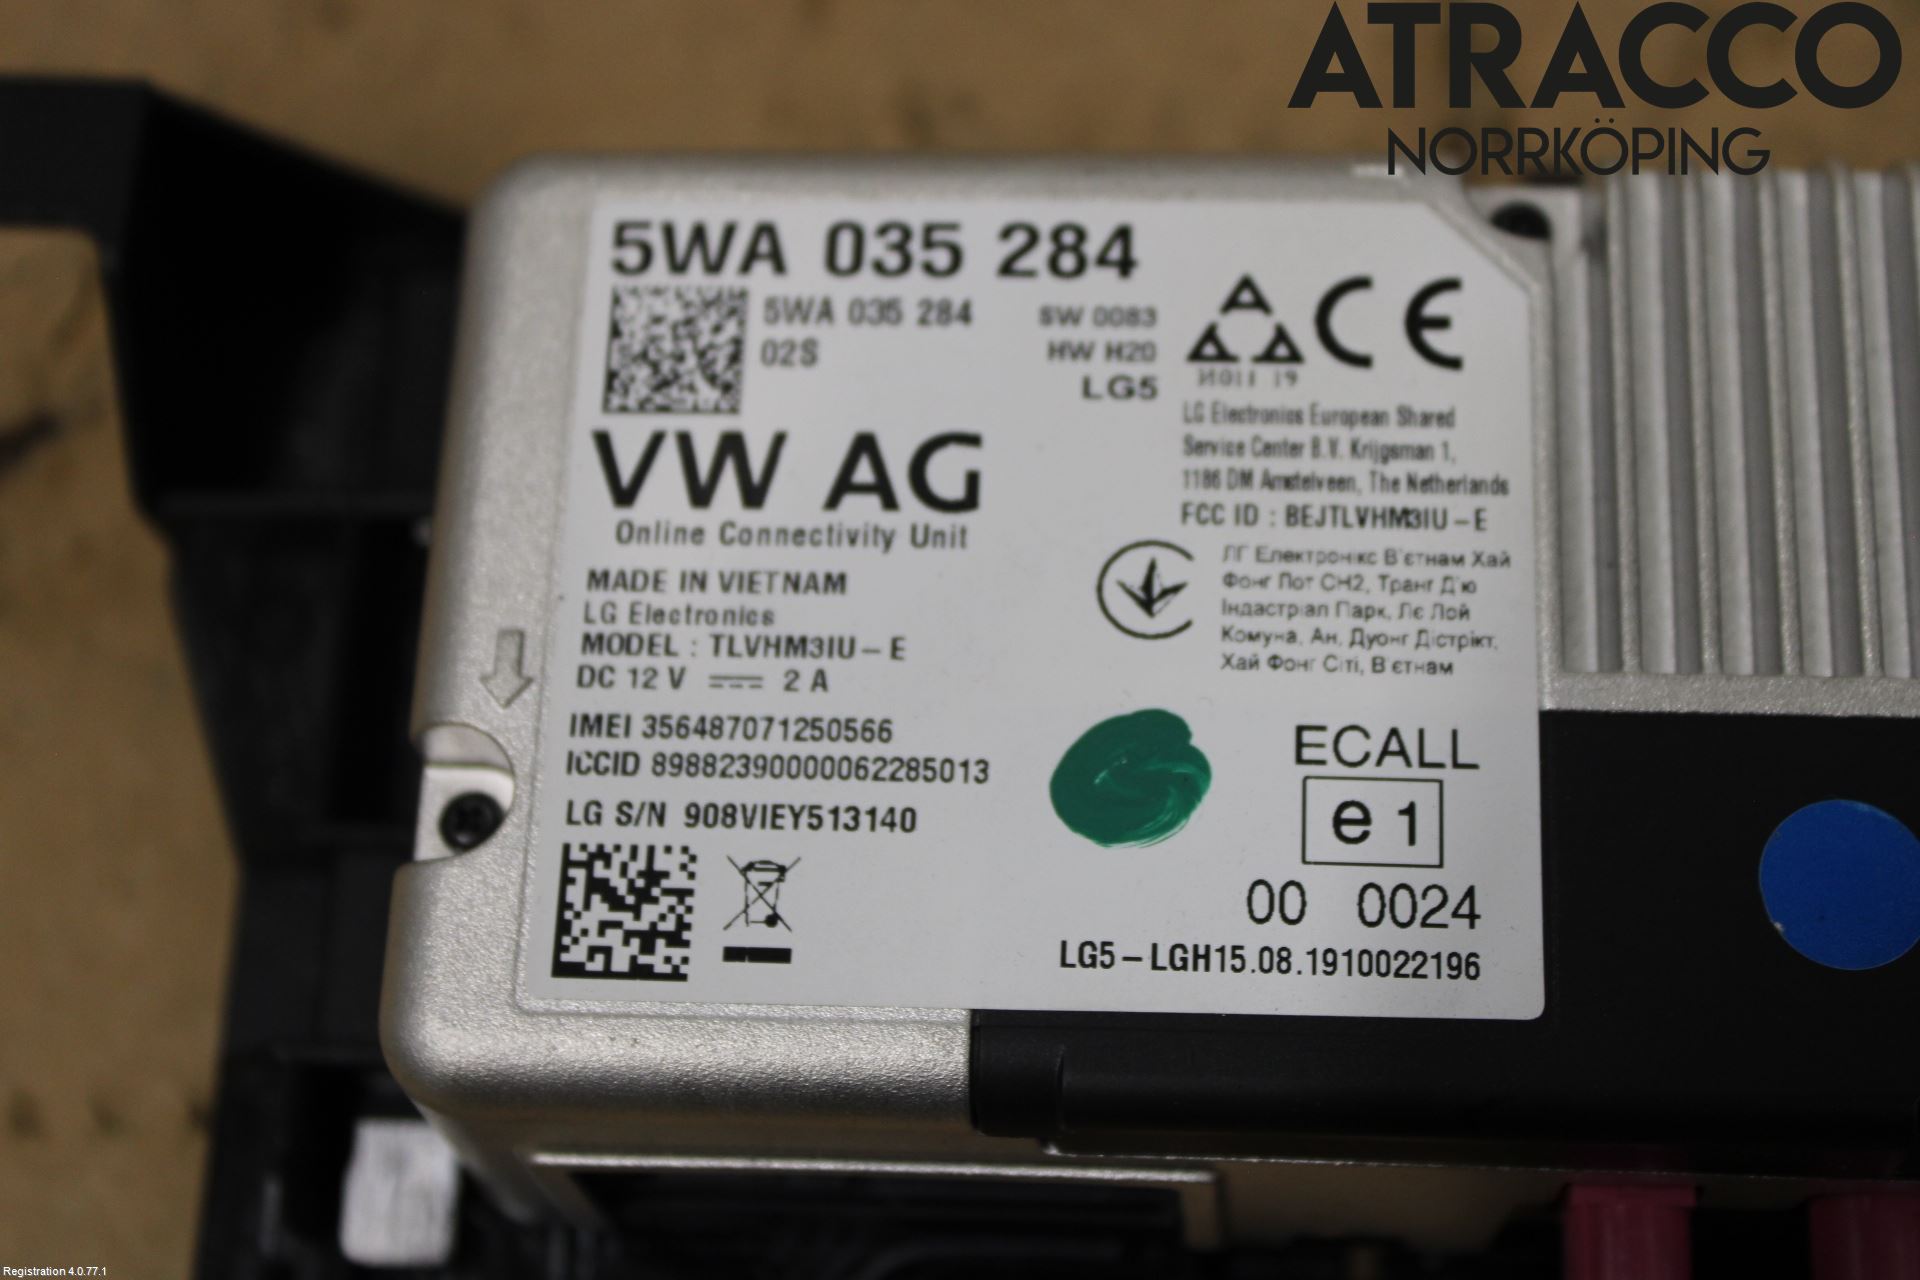 ATRACCO
NORRKÖPING
5WA 035 284
5WA 035 284
02S
SW 0083
HW H20
LG5
CE
VW AG
Online Connectivity Unit
MADE IN VIETNAM
LG Electronics
MODEL : TLVHM3IU-E
DC 12 V 2 A
IMEI 356487071250566
ICCID 89882390000062285013
LG S/N 908VIEY513140
LG Electronics European Shared
Service Center B.V. Krijgsman 1,
1186 DM Amstelveen, The Netherlands
FCC ID : BEJTLVHM3IU-E
ЛГ Електронікс В'єтнам Хай
Фонг Лот СН2, Транг Д'ю
Індастріал Парк, Лє Лой
Комуна, Ан, Дуонг Дістрікт,
Хай Фонг Сіті, В'єтнам
ECALL
e1
00 0024
LG5-LGH15.08.1910022196
Registration 4.0.77.1